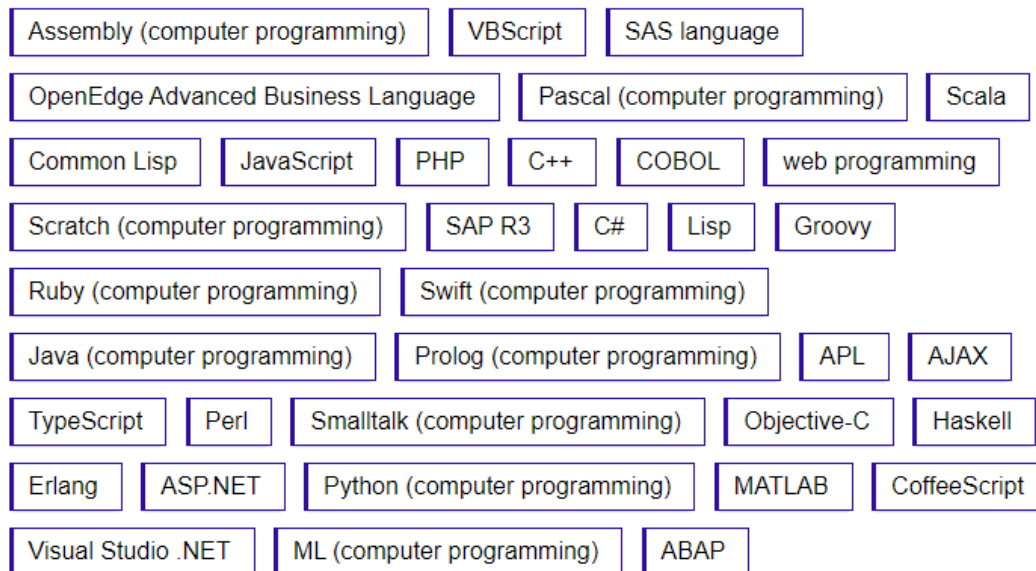 Assembly (computer programming) VBScript SAS language
OpenEdge Advanced Business Language Pascal (computer programming) Scala
Common Lisp JavaScript PHP C++ COBOL web programming
Scratch (computer programming) SAP R3 C# Lisp Groovy
Ruby (computer programming) Swift (computer programming)
Java (computer programming) Prolog (computer programming) APL AJAX
TypeScript Perl Smalltalk (computer programming) Objective-C Haskell
Erlang ASP.NET Python (computer programming) MATLAB CoffeeScript
Visual Studio .NET ML (computer programming) ABAP